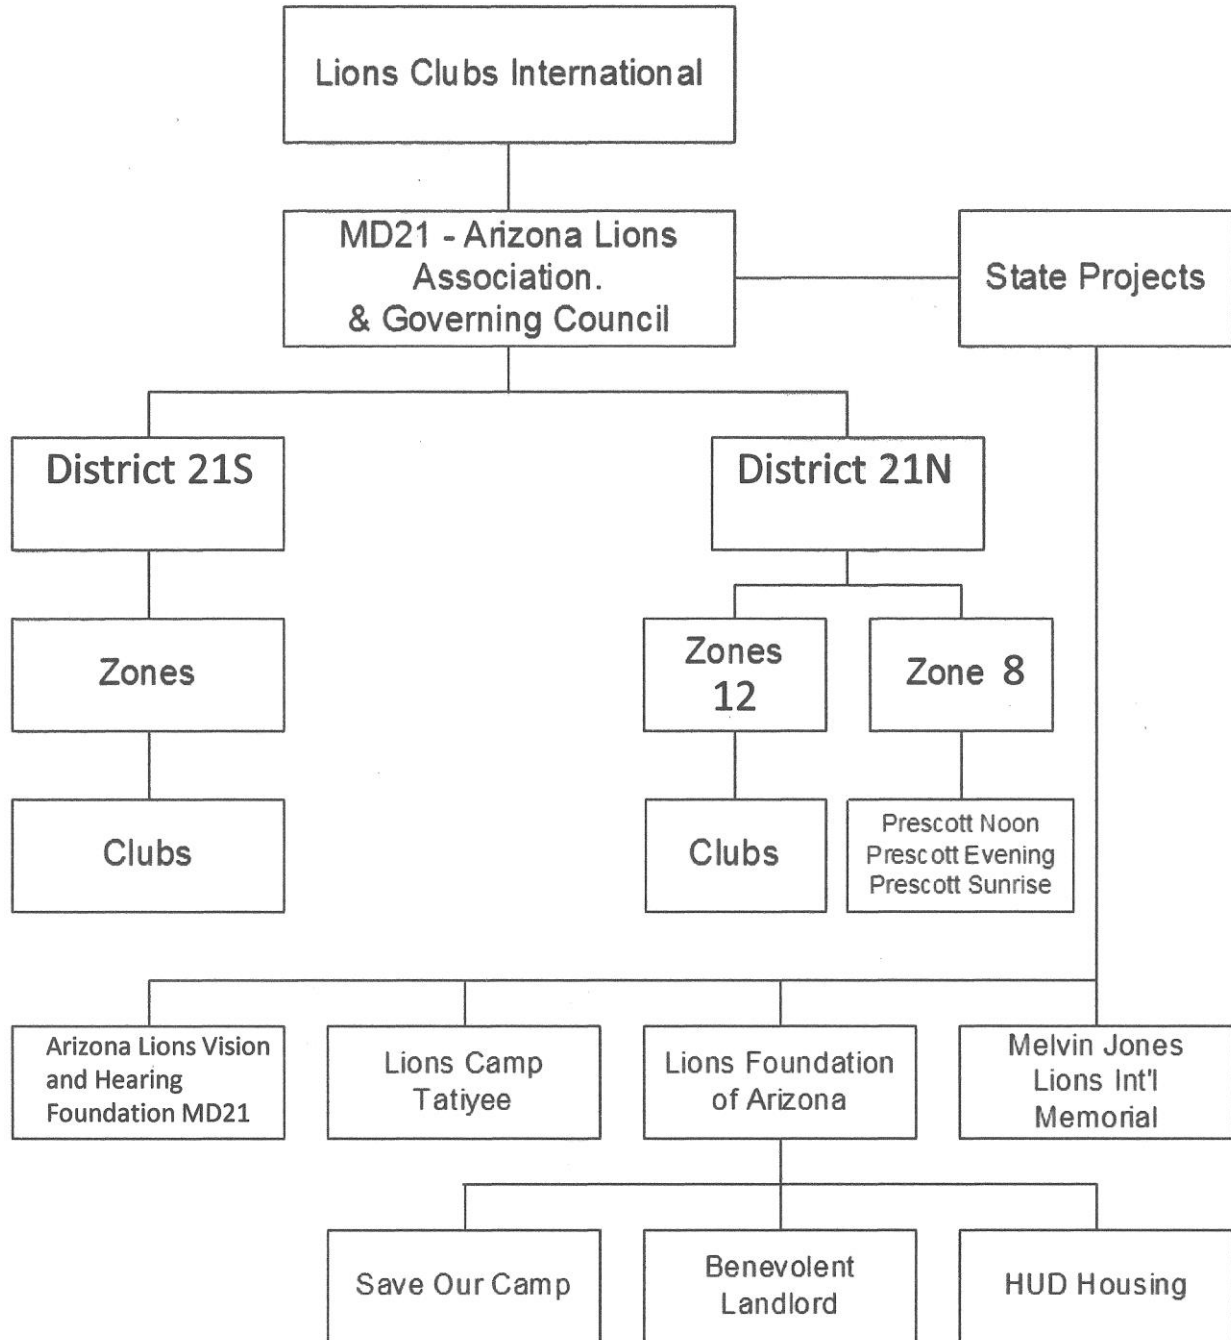 Lions Clubs International
MD21 - Arizona Lions
Association.
& Governing Council
State Projects
District 21S
District 21N
Zones
Zones
12
Zone 8
Clubs
Clubs
Prescott Noon
Prescott Evening
Prescott Sunrise
Arizona Lions Vision
and Hearing
Foundation MD21
Lions Camp
Tatiyee
Lions Foundation
of Arizona
Melvin Jones
Lions Int'l
Memorial
Save Our Camp
Benevolent
Landlord
HUD Housing